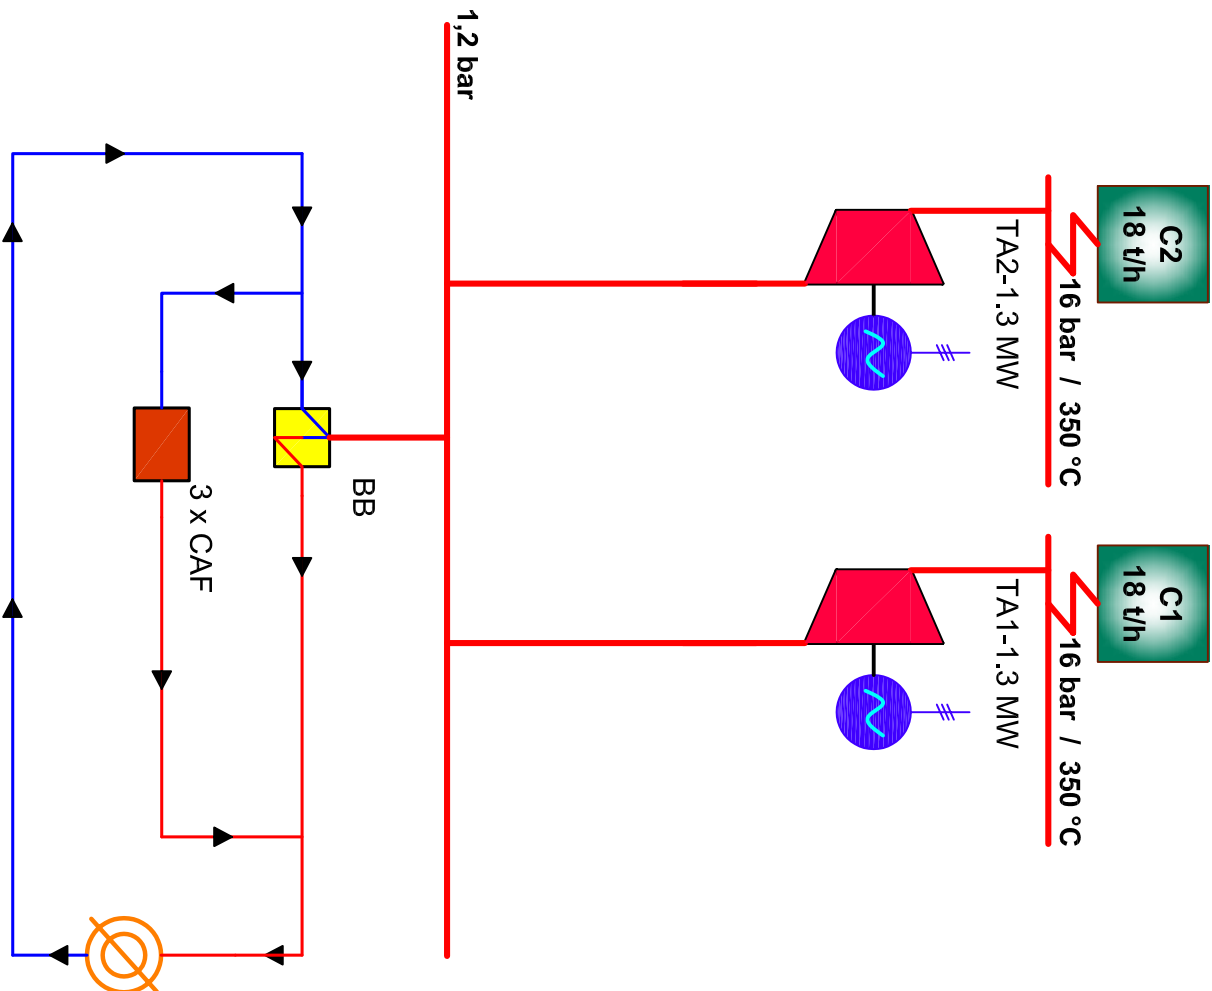 C2
18 t/h
C1
18 t/h
16 bar / 350 °C
16 bar / 350 °C
TA2-1.3 MW
TA1-1.3 MW
1,2 bar
BB
3 x CAF